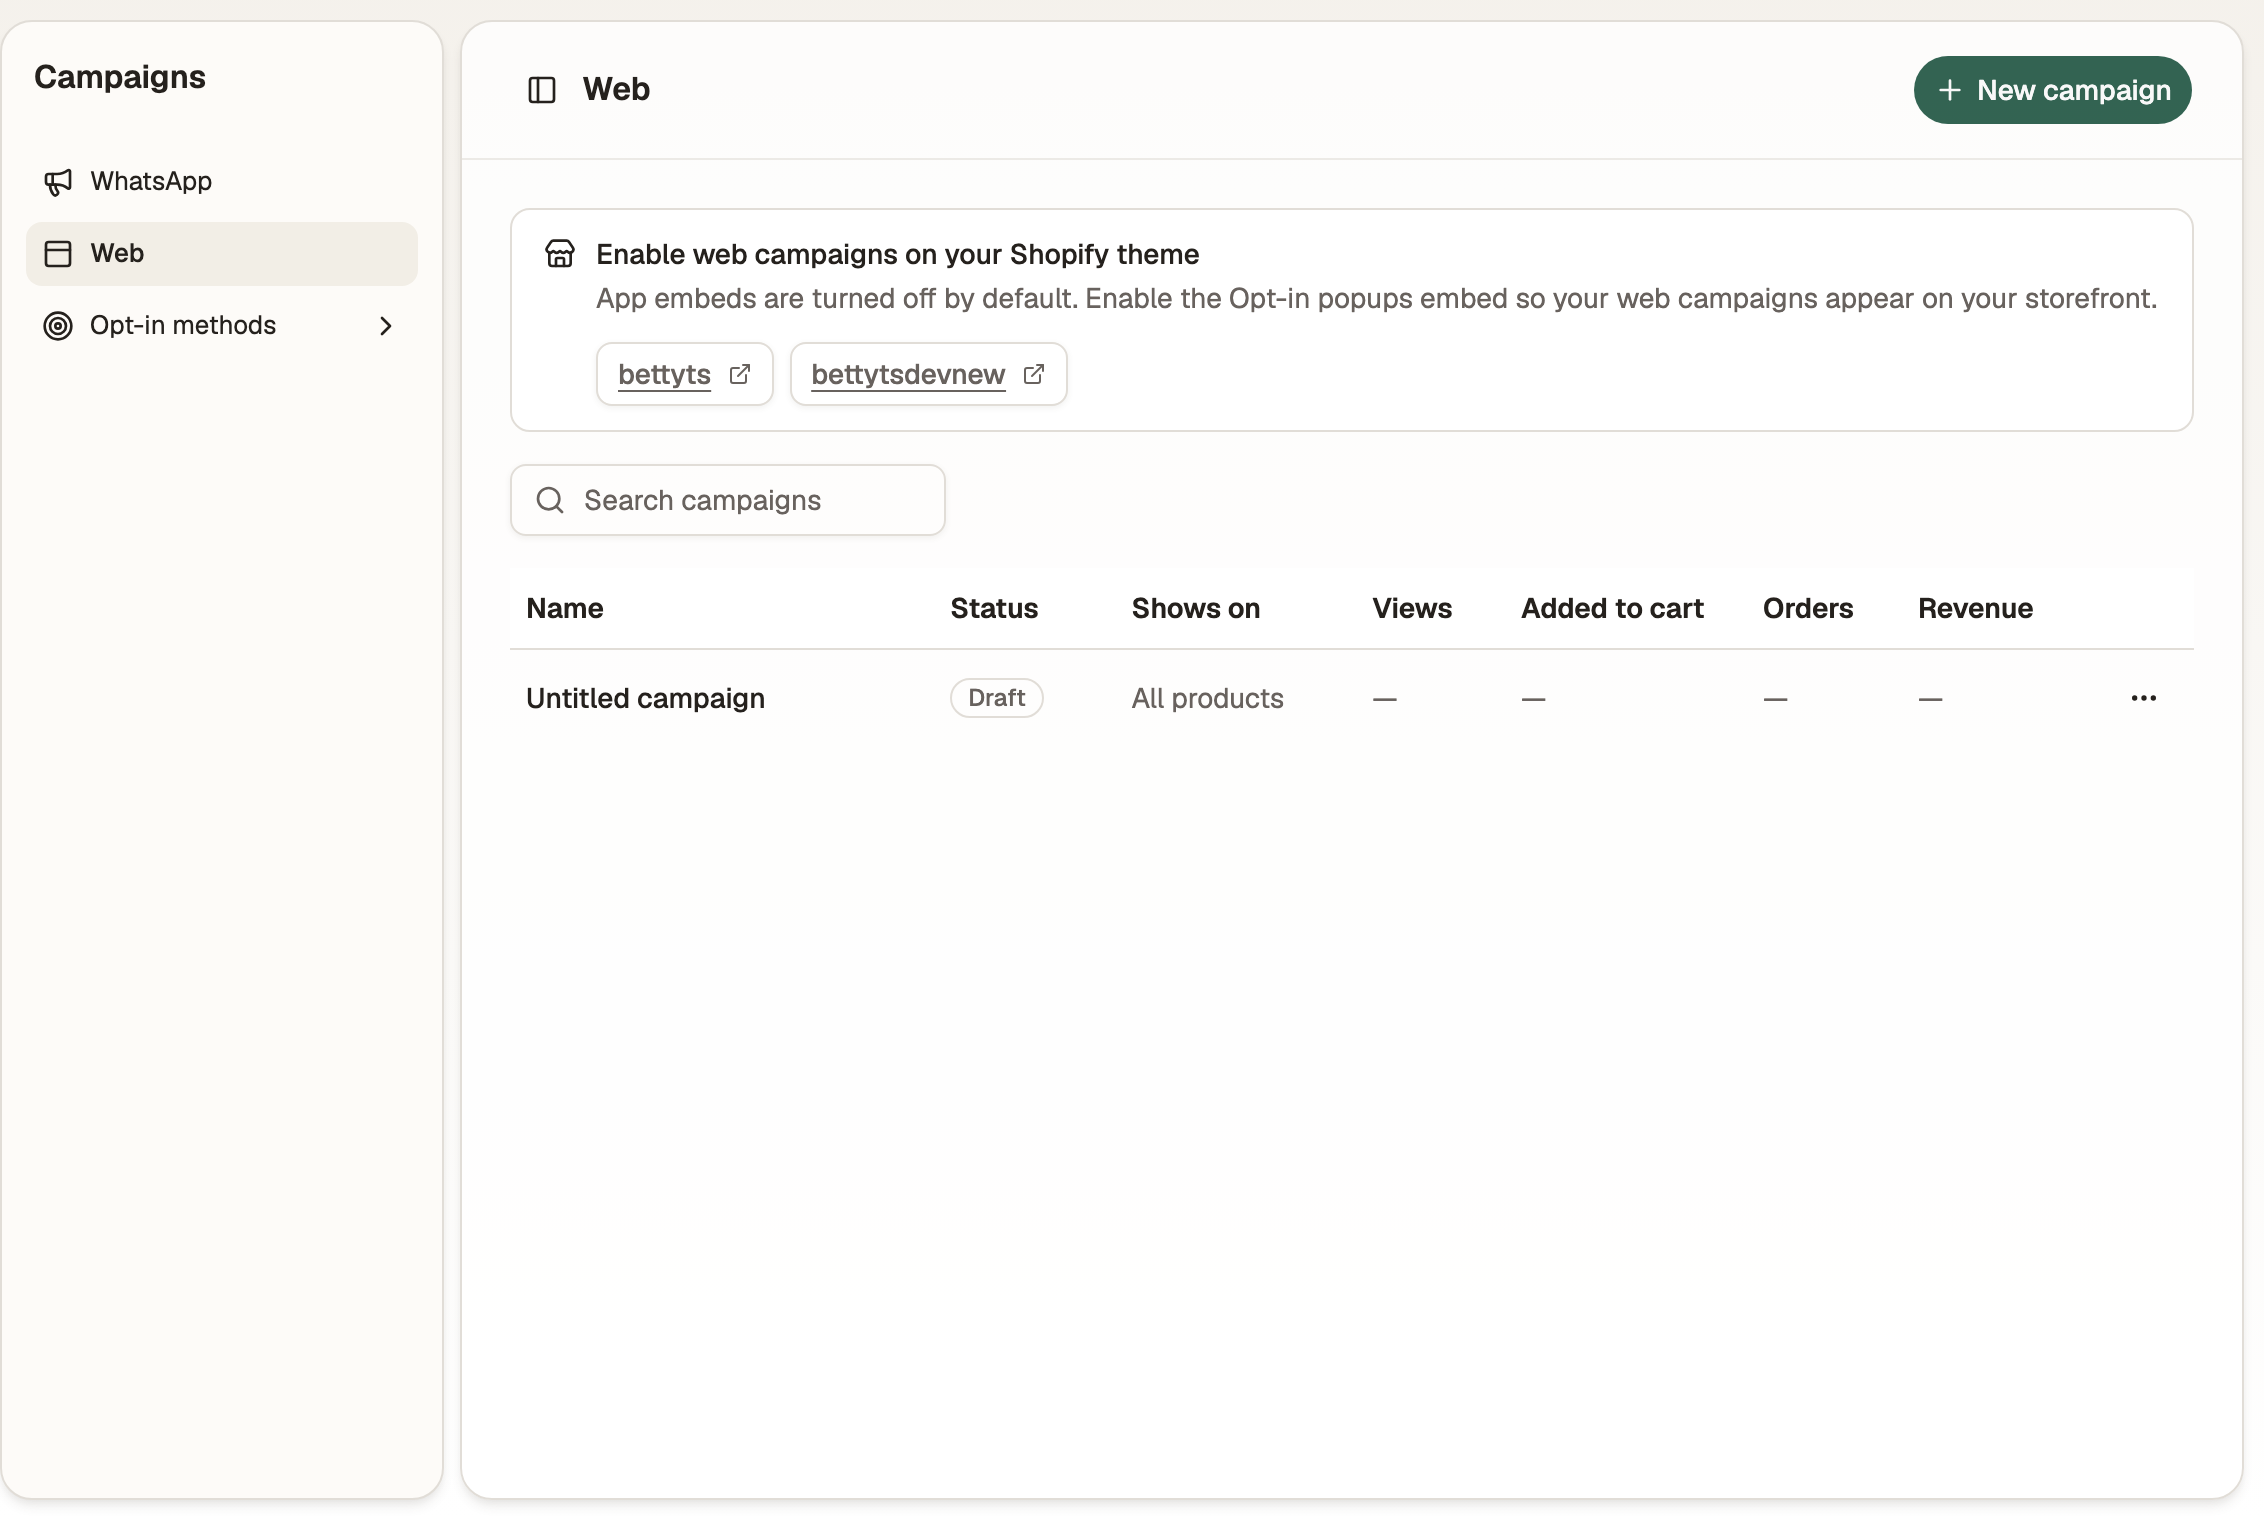 Campaigns
WhatsApp
Web
Opt-in methods
Web
New campaign
Enable web campaigns on your Shopify theme
App embeds are turned off by default. Enable the Opt-in popups embed so your web campaigns appear on your storefront.
bettyts bettytsdevnew
Search campaigns
Name Status Shows on Views Added to cart Orders Revenue
Untitled campaign Draft All products — — — —